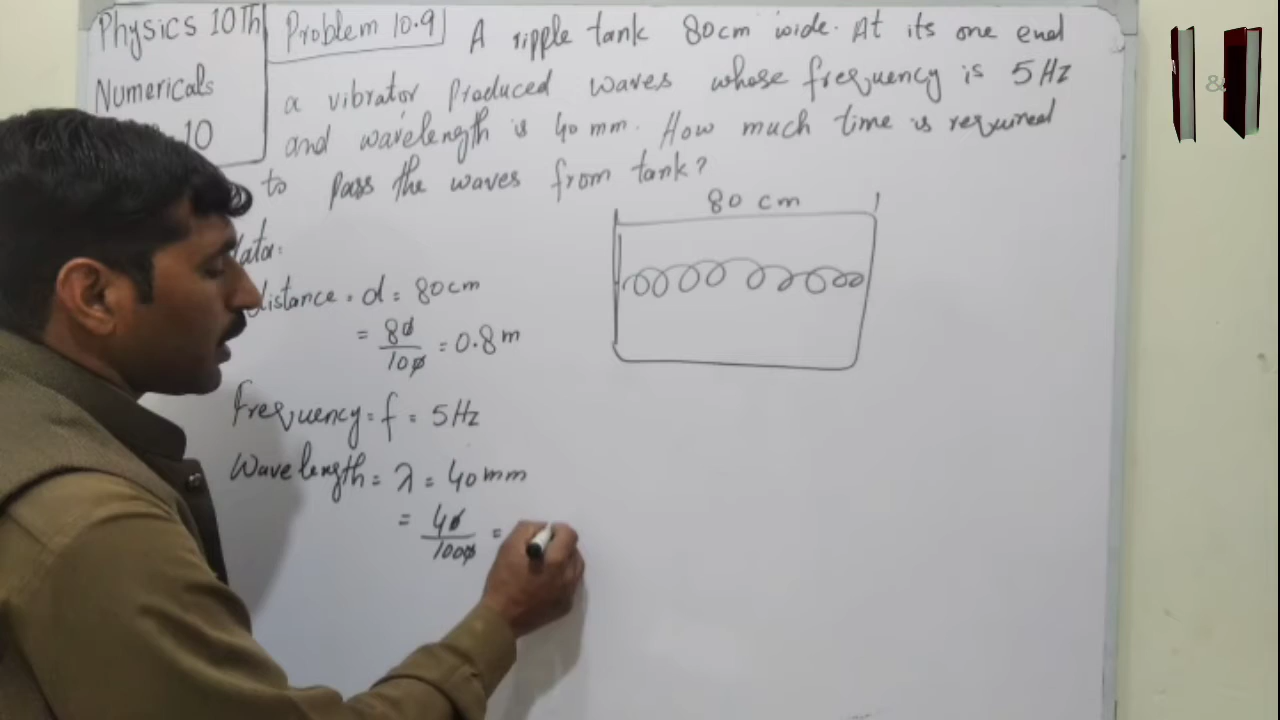 Physics 10Th
Numericals
10
Problem 10.9 A ripple tank 80cm wide. At its one end
a vibrator Produced waves whose frequency is 5 Hz
and wavelength is 40 mm. How much time is required
to pass the waves from tank?
80 cm
data:
distance = d = 80cm
= 80/100 = 0.8 m
Frequency = f = 5 Hz
Wavelength = λ = 40 mm
= 40/1000 =
&